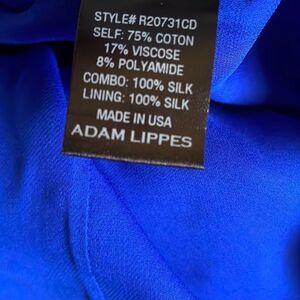 STYLE# R20731CD
SELF: 75% COTON
17% VISCOSE
8% POLYAMIDE
COMBO: 100% SILK
LINING: 100% SILK
MADE IN USA
ADAM LIPPES